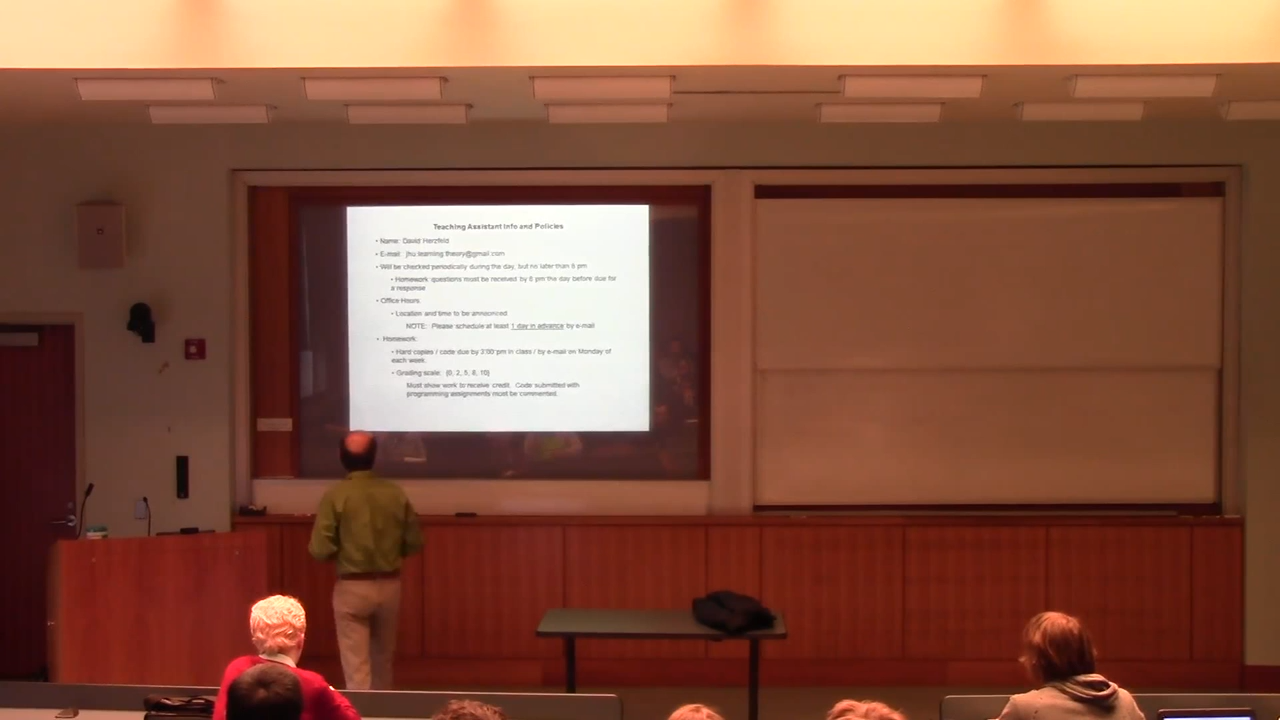 Teaching Assistant Info and Policies
• Name: David Herzfeld
• E-mail: jhu.learning.theory@gmail.com
• Will be checked periodically during the day, but no later than 6 pm
• Homework questions must be received by 6 pm the day before due for
a response
• Office Hours:
• Location and time to be announced
NOTE: Please schedule at least 1 day in advance by e-mail
• Homework:
• Hard copies / code due by 3:00 pm in class / by e-mail on Monday of
each week.
• Grading scale: {0, 2, 5, 8, 10}
Must show work to receive credit. Code submitted with
programming assignments must be commented.